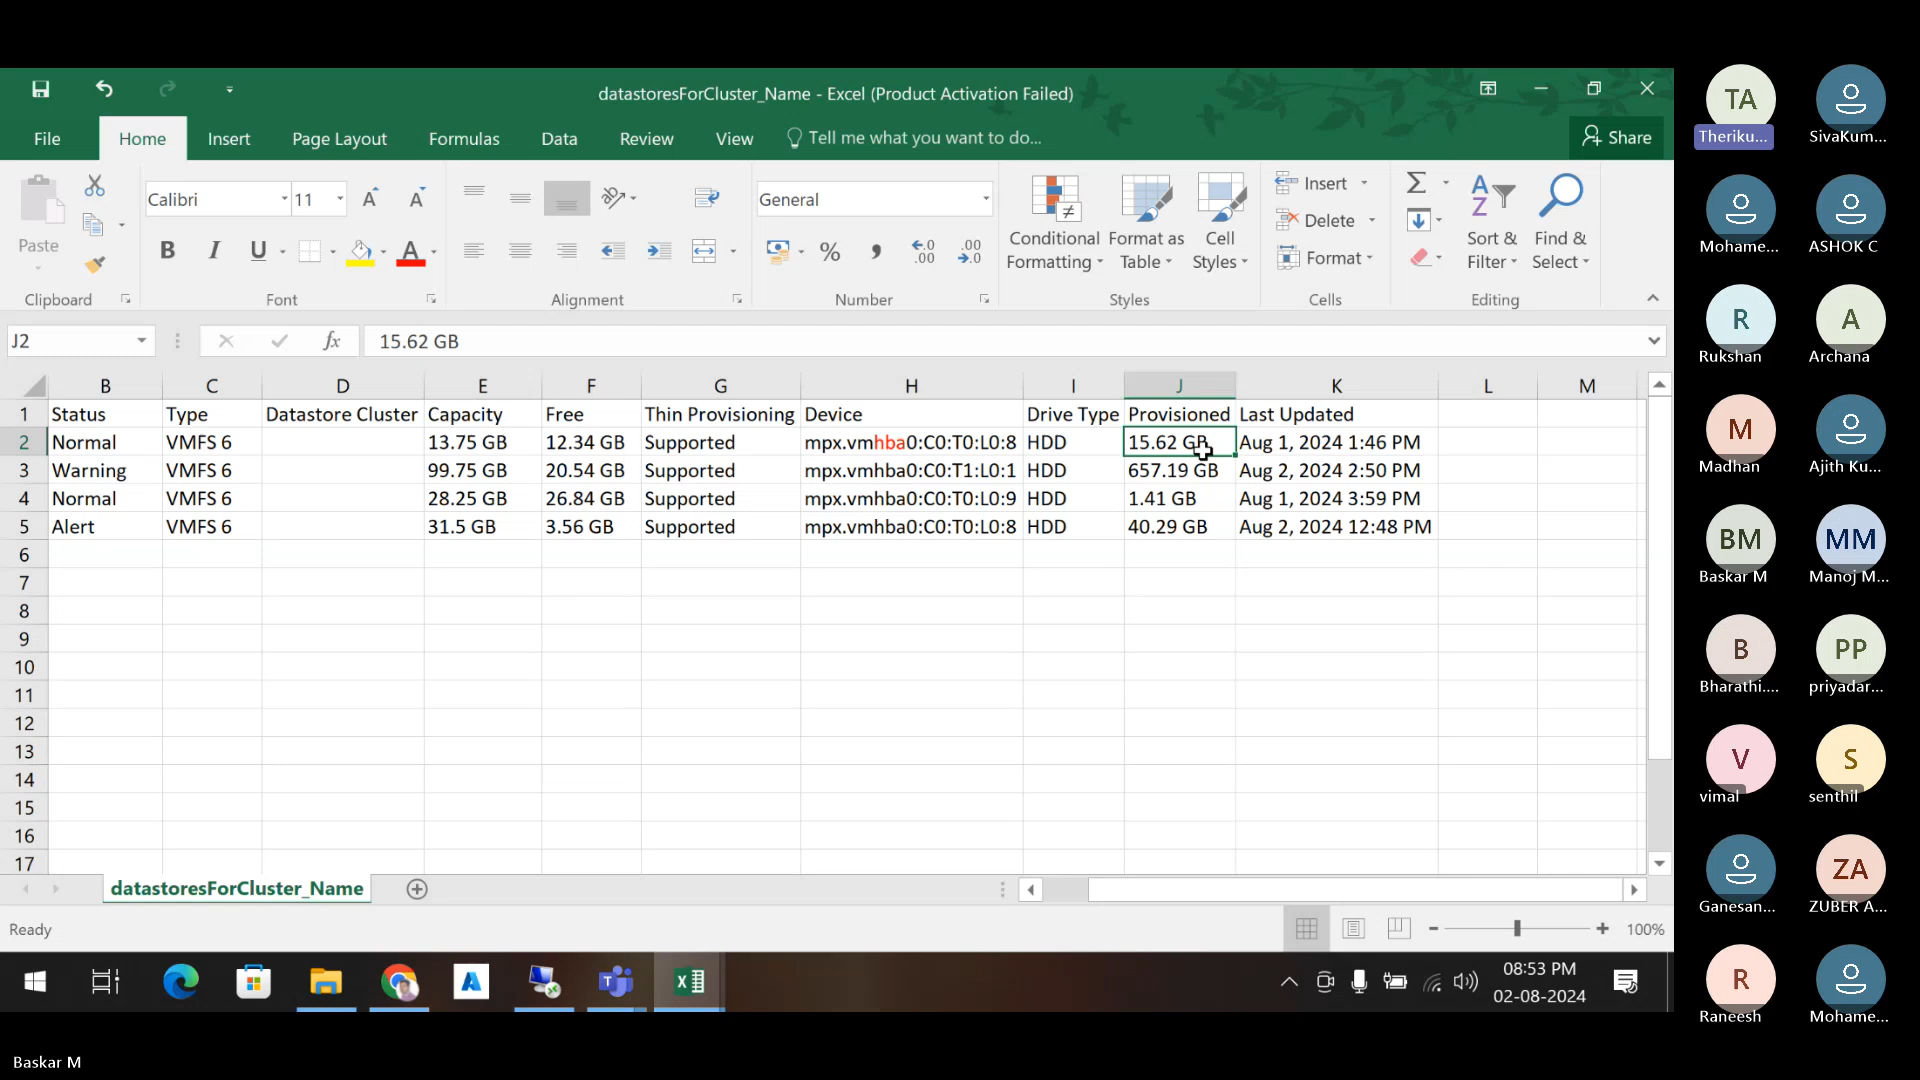 datastoresForCluster_Name - Excel (Product Activation Failed)
File Home Insert Page Layout Formulas Data Review View Tell me what you want to do... Share
Paste
Clipboard
Calibri 11
B I U A
Font
Alignment
General
% , .0 .00
Number
Conditional Formatting
Format as Table
Cell Styles
Styles
Insert
Delete
Format
Cells
Sort & Filter
Find & Select
Editing
J2 fx 15.62 GB
B C D E F G H I J K L M
1 Status Type Datastore Cluster Capacity Free Thin Provisioning Device Drive Type Provisioned Last Updated
2 Normal VMFS 6 13.75 GB 12.34 GB Supported mpx.vmhba0:C0:T0:L0:8 HDD 15.62 GB Aug 1, 2024 1:46 PM
3 Warning VMFS 6 99.75 GB 20.54 GB Supported mpx.vmhba0:C0:T1:L0:1 HDD 657.19 GB Aug 2, 2024 2:50 PM
4 Normal VMFS 6 28.25 GB 26.84 GB Supported mpx.vmhba0:C0:T0:L0:9 HDD 1.41 GB Aug 1, 2024 3:59 PM
5 Alert VMFS 6 31.5 GB 3.56 GB Supported mpx.vmhba0:C0:T0:L0:8 HDD 40.29 GB Aug 2, 2024 12:48 PM
6
7
8
9
10
11
12
13
14
15
16
17
datastoresForCluster_Name
Ready 100%
08:53 PM
02-08-2024
Baskar M
TA
Theriku... SivaKum...
Mohame... ASHOK C
R A
Rukshan Archana
M
Madhan Ajith Ku...
BM MM
Baskar M Manoj M...
B PP
Bharathi.... priyadar...
V S
vimal senthil
ZA
Ganesan... ZUBER A...
R
Raneesh Mohame...